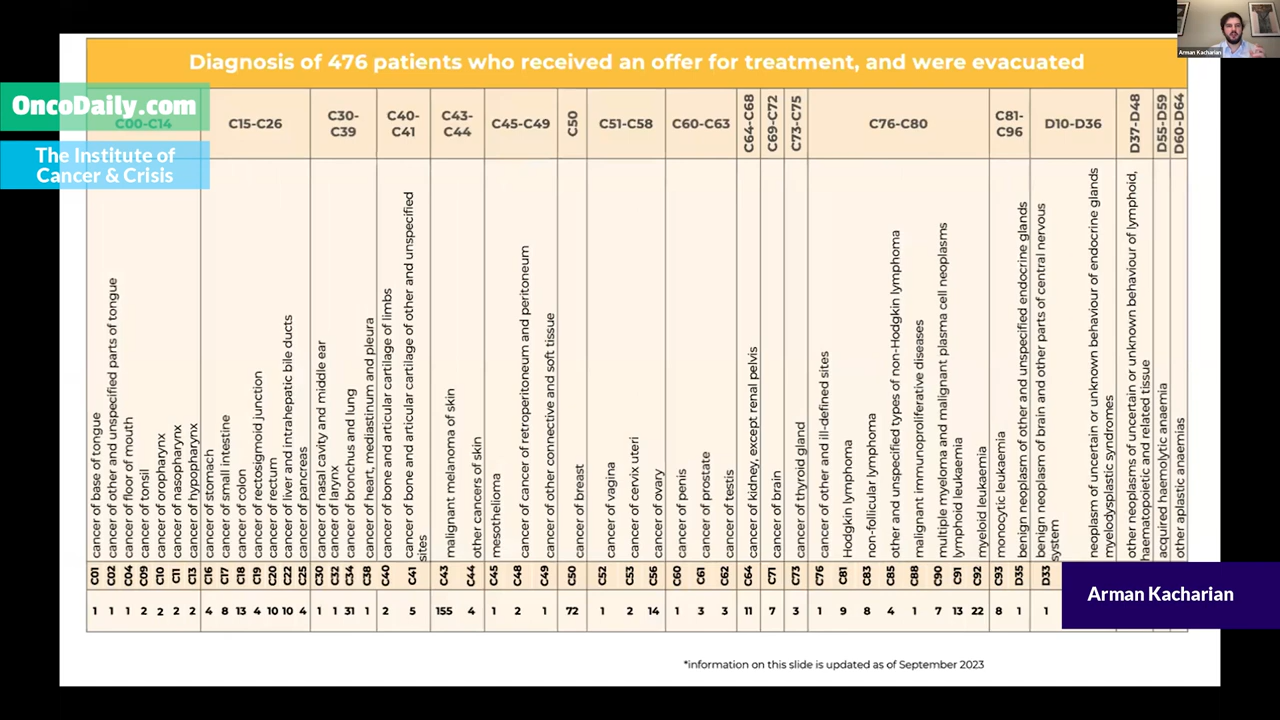 Arman Kacharian
Diagnosis of 476 patients who received an offer for treatment, and were evacuated
OncoDaily.com
The Institute of
Cancer & Crisis
C00-C14
C15-C26
C30-
C39
C40-
C41
C43-
C44
C45-C49
C50
C51-C58
C60-C63
C64-C68
C69-C72
C73-C75
C76-C80
C81-
C96
D10-D36
D37-D48
D55-D59
D60-D64
cancer of base of tongue
cancer of other and unspecified parts of tongue
cancer of floor of mouth
cancer of tonsil
cancer of oropharynx
cancer of nasopharynx
cancer of hypopharynx
cancer of stomach
cancer of small intestine
cancer of colon
cancer of rectosigmoid junction
cancer of rectum
cancer of liver and intrahepatic bile ducts
cancer of pancreas
cancer of nasal cavity and middle ear
cancer of larynx
cancer of bronchus and lung
cancer of heart, mediastinum and pleura
cancer of bone and articular cartilage of limbs
cancer of bone and articular cartilage of other and unspecified
sites
malignant melanoma of skin
other cancers of skin
mesothelioma
cancer of retroperitoneum and peritoneum
cancer of other connective and soft tissue
cancer of breast
cancer of vagina
cancer of cervix uteri
cancer of ovary
cancer of penis
cancer of prostate
cancer of testis
cancer of kidney, except renal pelvis
cancer of brain
cancer of thyroid gland
cancer of other and ill-defined sites
Hodgkin lymphoma
non-follicular lymphoma
other and unspecified types of non-Hodgkin lymphoma
malignant immunoproliferative diseases
multiple myeloma and malignant plasma cell neoplasms
lymphoid leukaemia
myeloid leukaemia
monocytic leukaemia
benign neoplasm of other and unspecified endocrine glands
benign neoplasm of brain and other parts of central nervous
system
neoplasm of uncertain or unknown behaviour of endocrine glands
myelodysplastic syndromes
other neoplasms of uncertain or unknown behaviour of lymphoid,
haematopoietic and related tissue
acquired haemolytic anaemia
other aplastic anaemias
C01 C02 C04 C09 C10 C11 C13 C16 C17 C18 C19 C20 C22 C25 C30 C32 C34 C38 C40 C41 C43 C44 C45 C48 C49 C50 C52 C53 C56 C60 C61 C62 C64 C71 C73 C76 C81 C83 C85 C88 C90 C91 C92 C93 D35 D33
1 1 1 2 2 2 2 4 8 13 4 10 10 4 1 1 31 1 2 5 155 4 1 2 1 72 1 2 14 1 3 3 11 7 3 1 9 8 4 1 7 13 22 8 1 1
Arman Kacharian
*information on this slide is updated as of September 2023